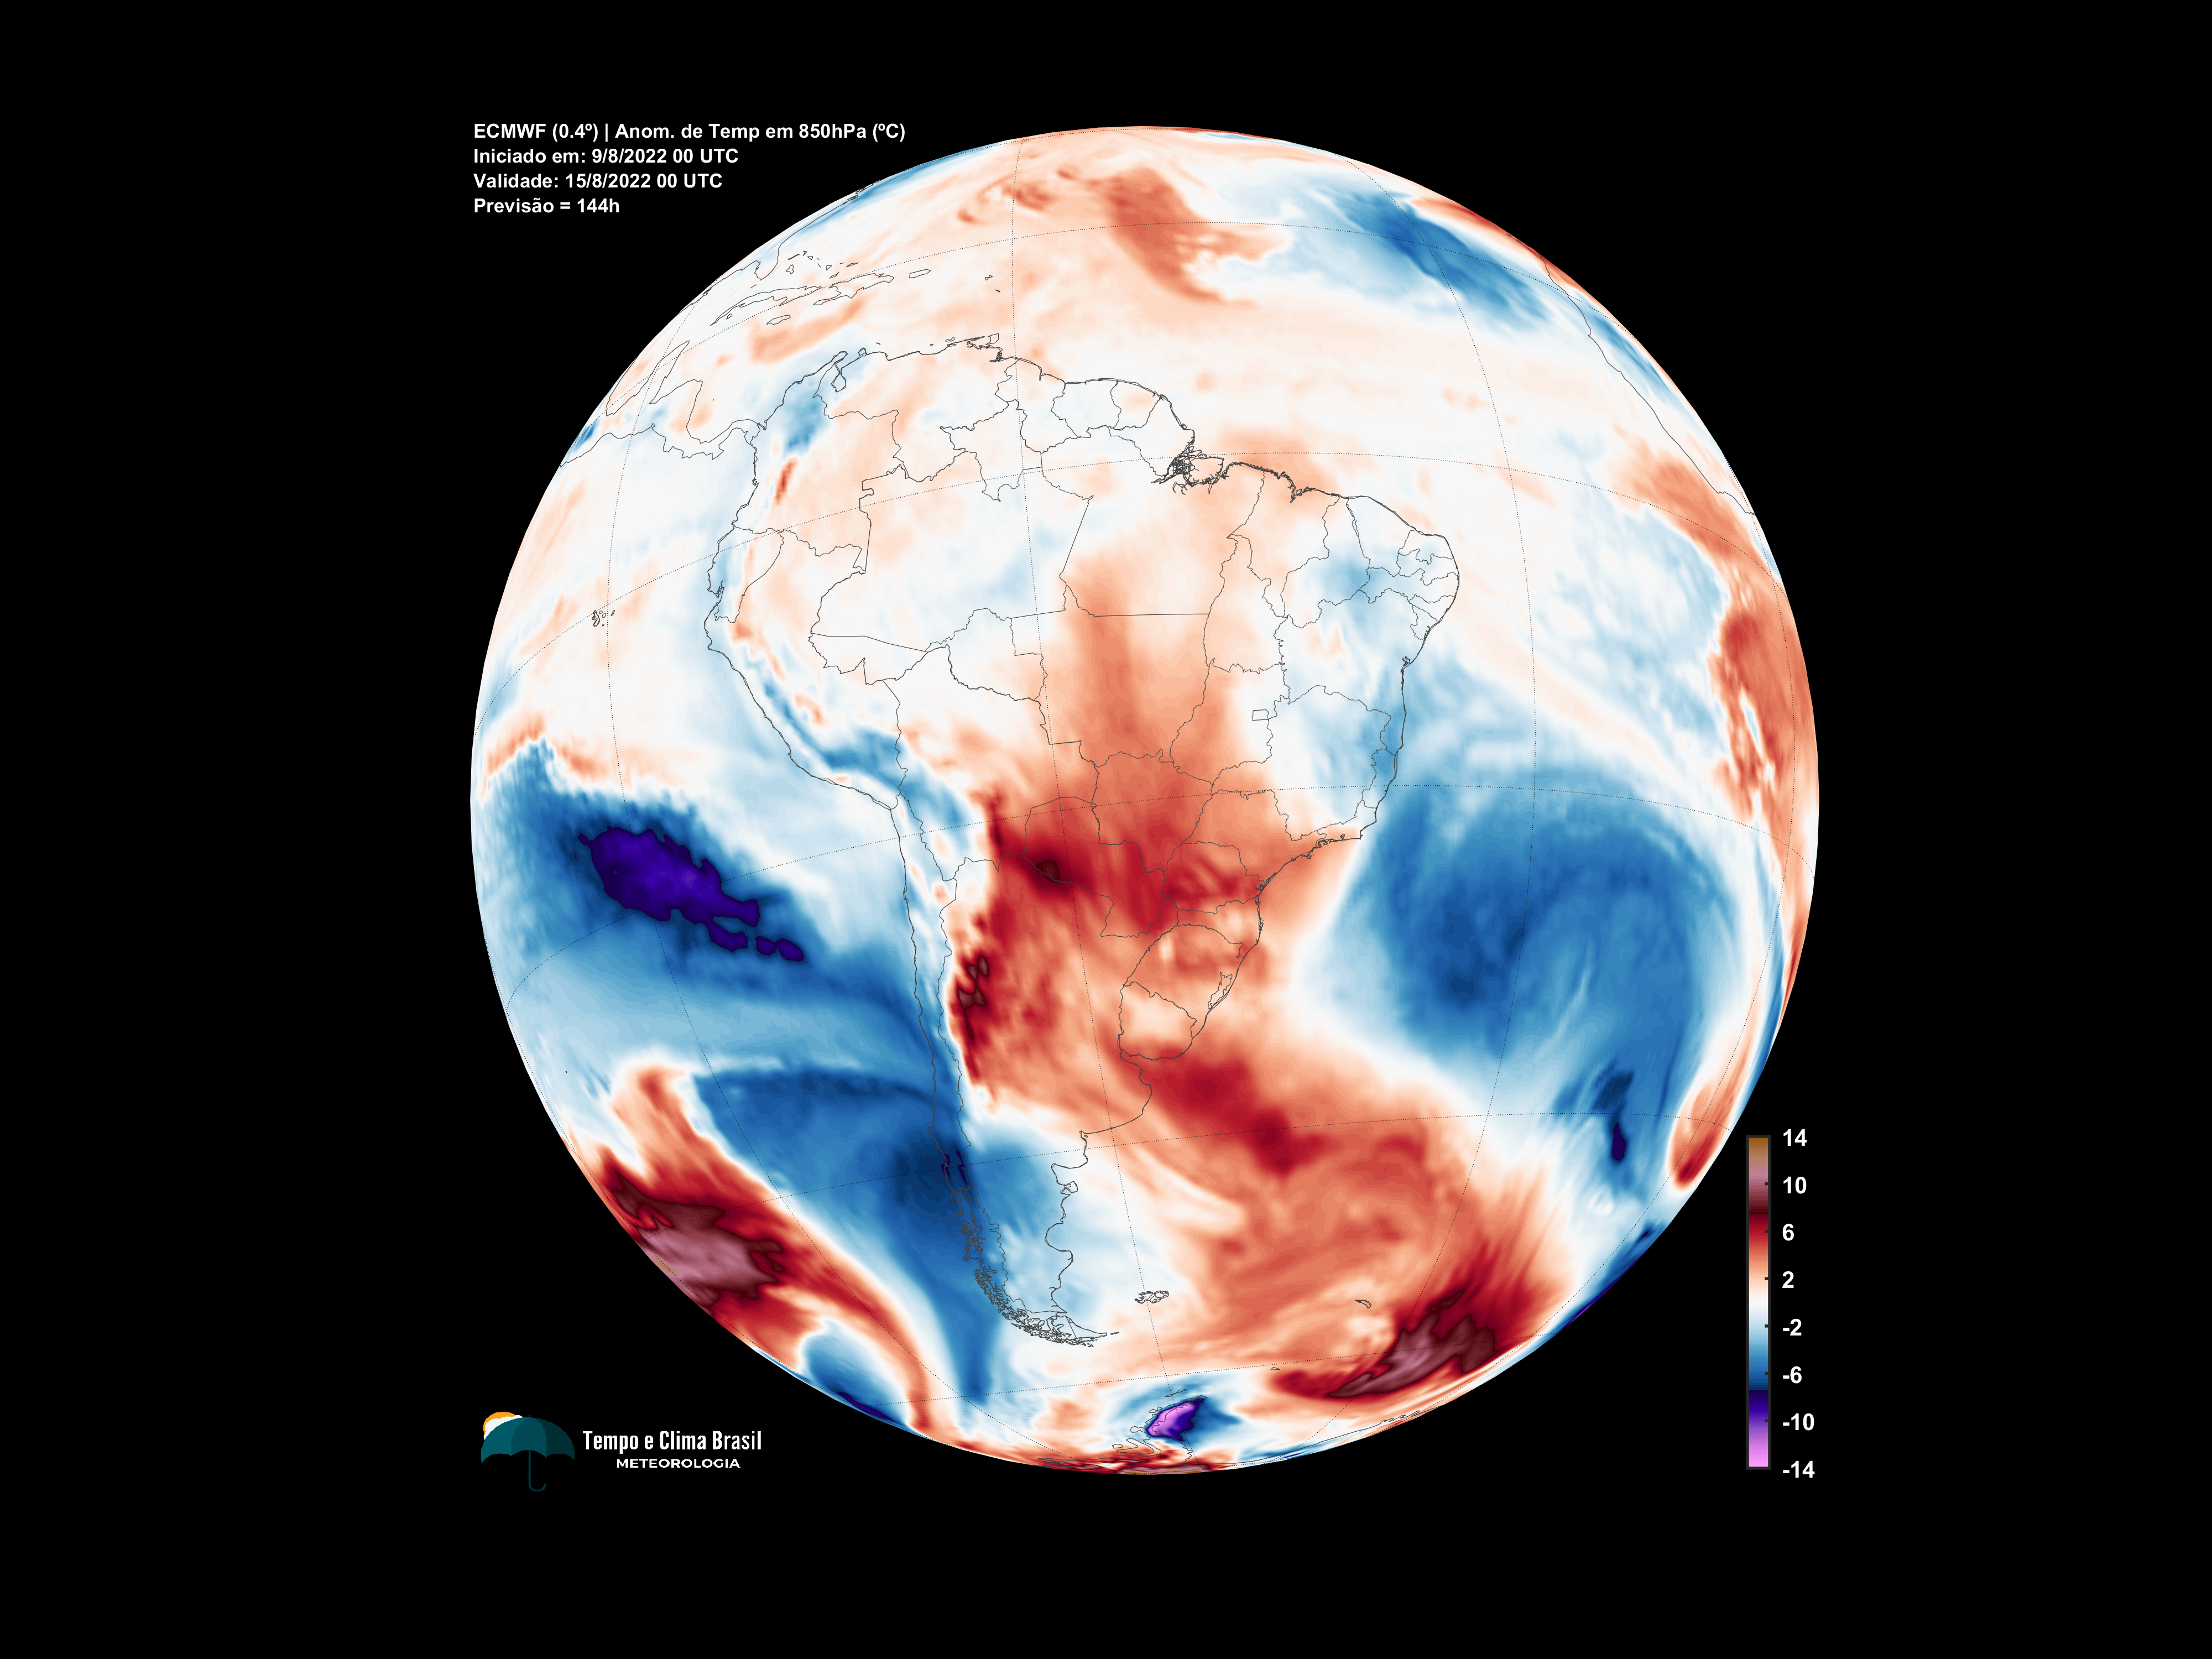 ECMWF (0.4º) | Anom. de Temp em 850hPa (ºC)
Iniciado em: 9/8/2022 00 UTC
Validade: 15/8/2022 00 UTC
Previsão = 144h
14
10
6
2
-2
-6
-10
-14
Tempo e Clima Brasil
METEOROLOGIA